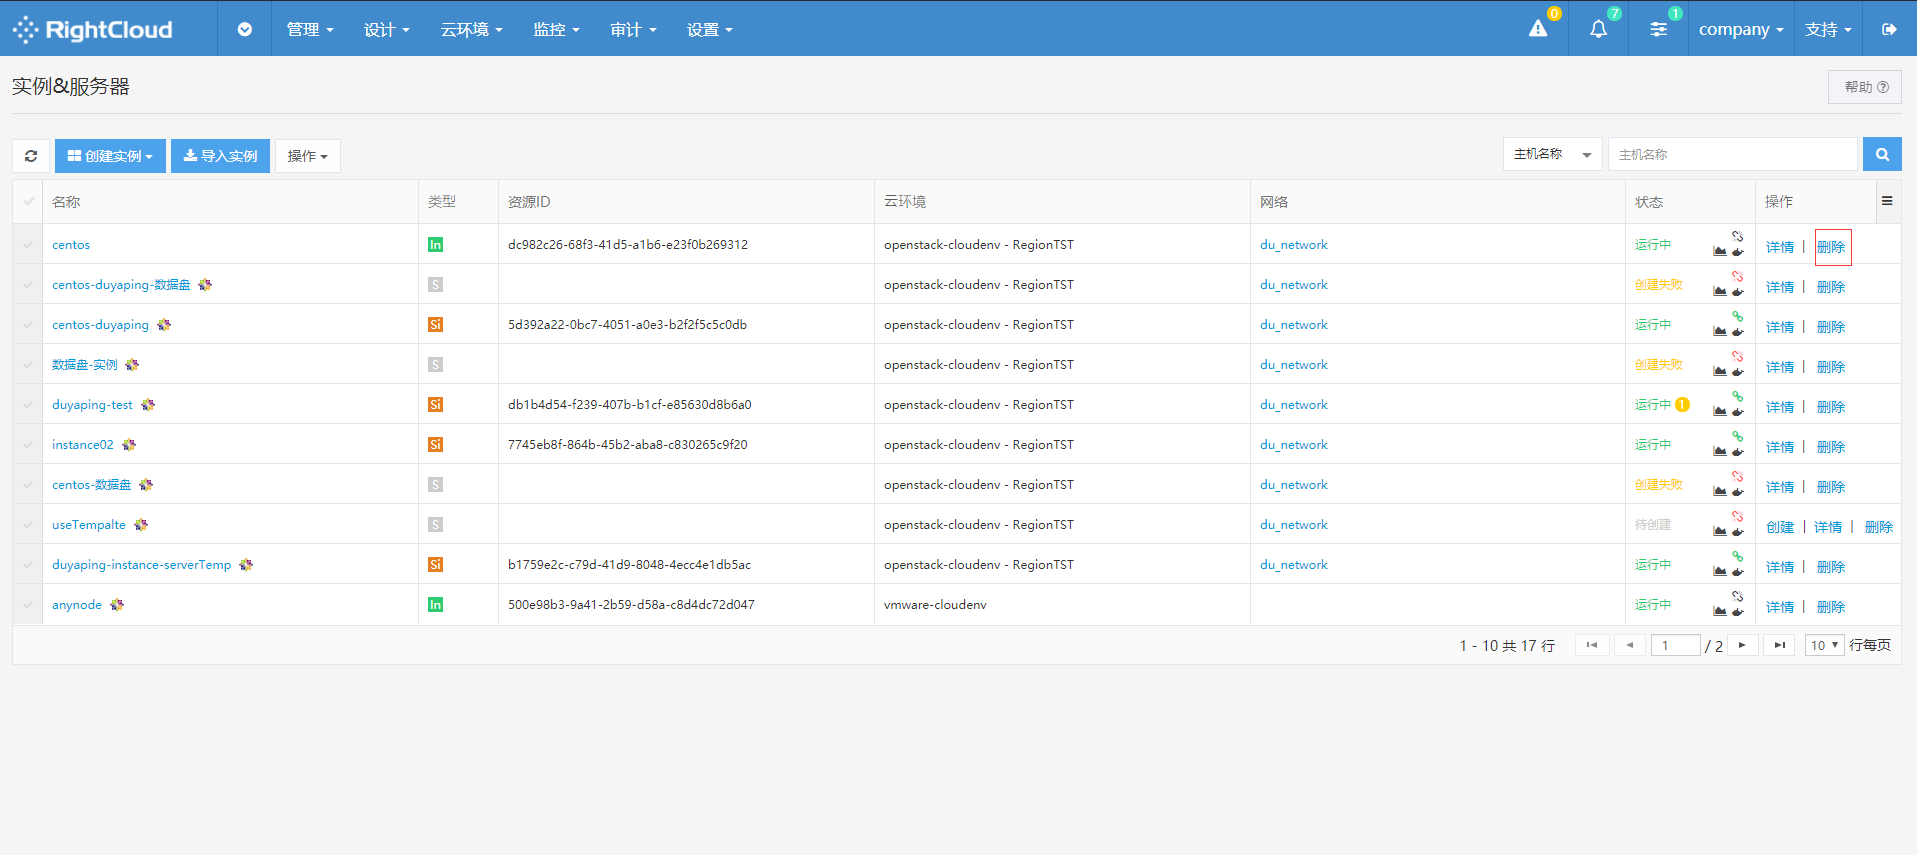 RightCloud 管理 设计 云环境 监控 审计 设置 0 7 1 company 支持
实例&服务器 帮助
创建实例 导入实例 操作 主机名称 主机名称
名称 类型 资源ID 云环境 网络 状态 操作
centos In dc982c26-68f3-41d5-a1b6-e23f0b269312 openstack-cloudenv - RegionTST du_network 运行中 详情 | 删除
centos-duyaping-数据盘 S openstack-cloudenv - RegionTST du_network 创建失败 详情 | 删除
centos-duyaping Si 5d392a22-0bc7-4051-a0e3-b2f2f5c5c0db openstack-cloudenv - RegionTST du_network 运行中 详情 | 删除
数据盘-实例 S openstack-cloudenv - RegionTST du_network 创建失败 详情 | 删除
duyaping-test Si db1b4d54-f239-407b-b1cf-e85630d8b6a0 openstack-cloudenv - RegionTST du_network 运行中 1 详情 | 删除
instance02 Si 7745eb8f-864b-45b2-aba8-c830265c9f20 openstack-cloudenv - RegionTST du_network 运行中 详情 | 删除
centos-数据盘 S openstack-cloudenv - RegionTST du_network 创建失败 详情 | 删除
useTempalte S openstack-cloudenv - RegionTST du_network 待创建 创建 | 详情 | 删除
duyaping-instance-serverTemp Si b1759e2c-c79d-41d9-8048-4ecc4e1db5ac openstack-cloudenv - RegionTST du_network 运行中 详情 | 删除
anynode In 500e98b3-9a41-2b59-d58a-c8d4dc72d047 vmware-cloudenv 运行中 详情 | 删除
1 - 10 共 17 行 1 / 2 10 行每页